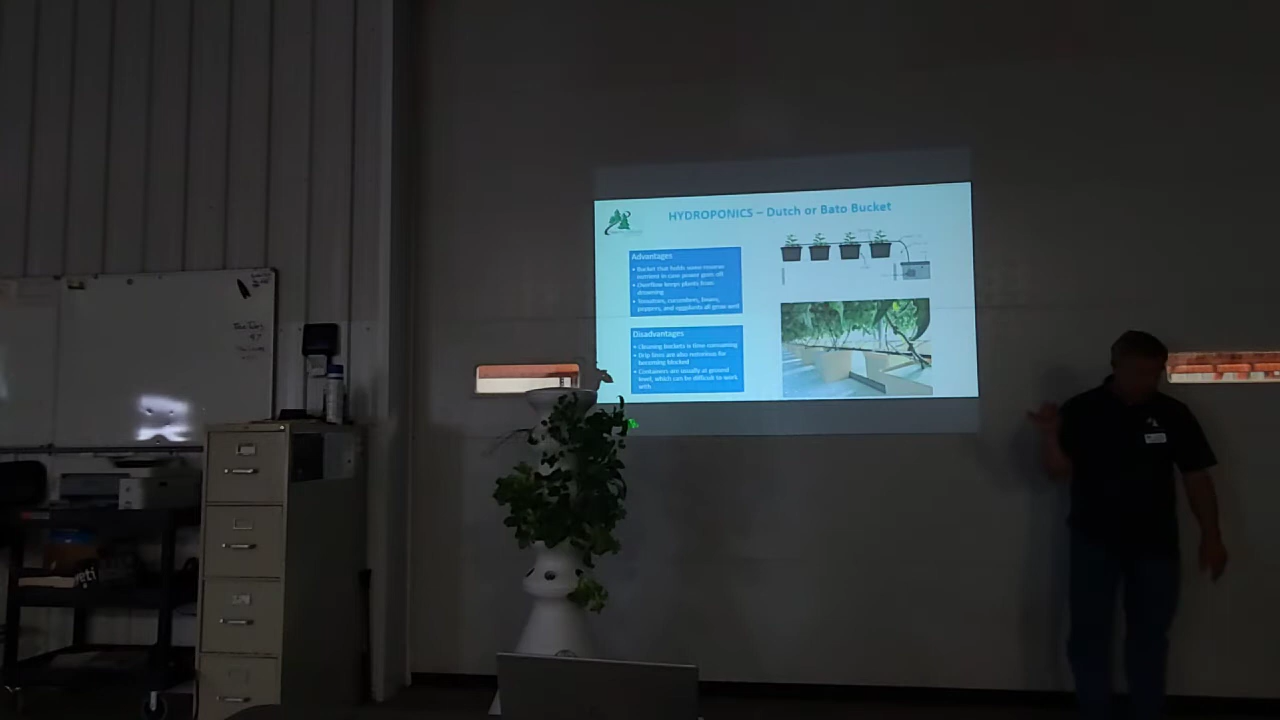 HYDROPONICS – Dutch or Bato Bucket
Advantages
• Bucket that holds some reserve
nutrient in case power goes off
• Overflow keeps plants from
drowning
• Tomatoes, cucumbers, beans,
peppers, and eggplants all grow well
Disadvantages
• Cleaning buckets is time consuming
• Drip lines are also notorious for
becoming blocked
• Containers are usually at ground
level, which can be difficult to work
with.
yeti